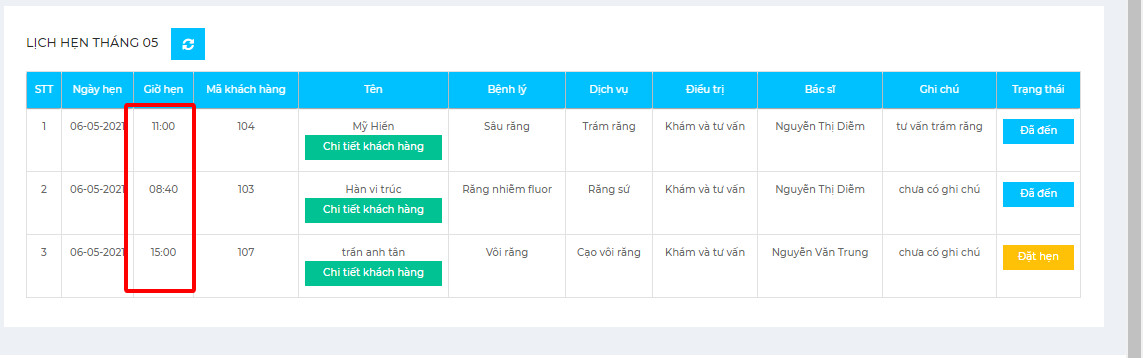 LỊCH HẸN THÁNG 05
STT Ngày hẹn Giờ hẹn Mã khách hàng Tên Bệnh lý Dịch vụ Điều trị Bác sĩ Ghi chú Trạng thái
1 06-05-2021 11:00 104 Mỹ Hiền Sâu răng Trám răng Khám và tư vấn Nguyễn Thị Diễm tư vấn trám răng Đã đến
Chi tiết khách hàng
2 06-05-2021 08:40 103 Hàn vi trúc Răng nhiễm fluor Răng sứ Khám và tư vấn Nguyễn Thị Diễm chưa có ghi chú Đã đến
Chi tiết khách hàng
3 06-05-2021 15:00 107 trần anh tân Vôi răng Cạo vôi răng Khám và tư vấn Nguyễn Văn Trung chưa có ghi chú Đặt hẹn
Chi tiết khách hàng